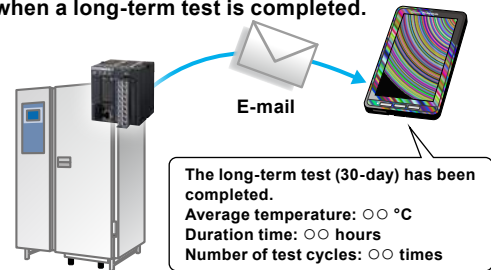 when a long-term test is completed.
E-mail
The long-term test (30-day) has been
completed.
Average temperature: ○○ °C
Duration time: ○○ hours
Number of test cycles: ○○ times